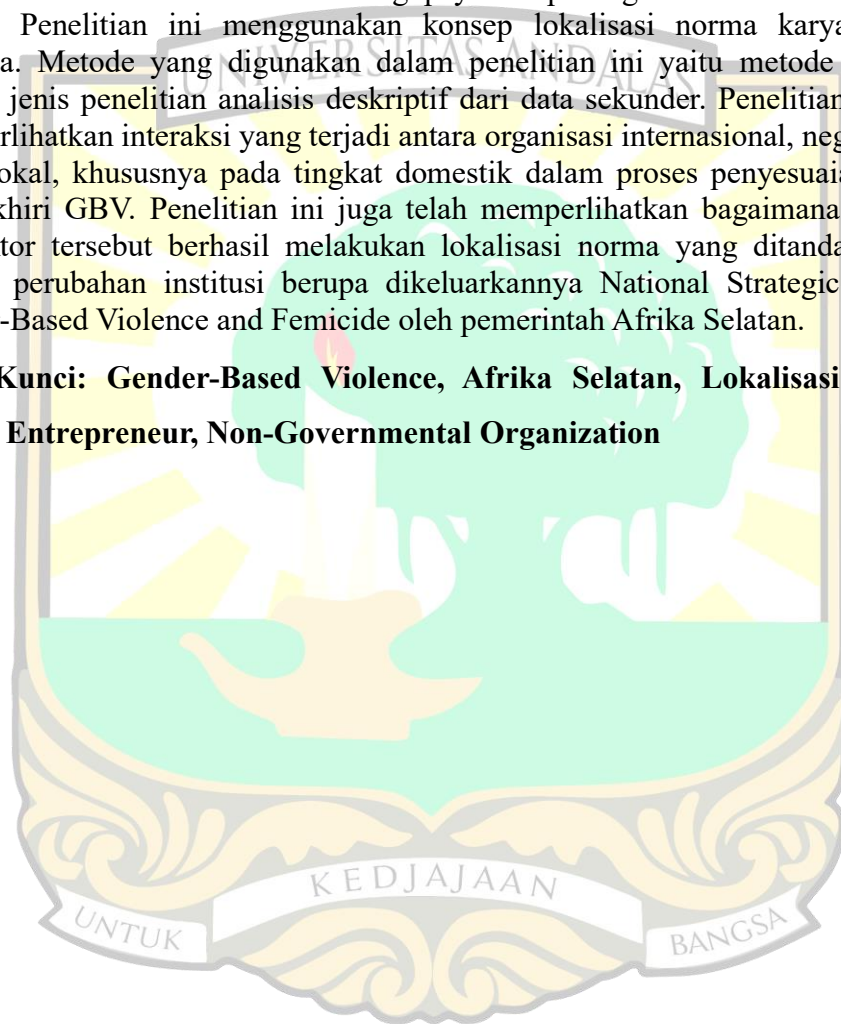 Penelitian ini menggunakan konsep lokalisasi norma karya
a. Metode yang digunakan dalam penelitian ini yaitu metode
jenis penelitian analisis deskriptif dari data sekunder. Penelitian
rlihatkan interaksi yang terjadi antara organisasi internasional, neg
okal, khususnya pada tingkat domestik dalam proses penyesuaia
khiri GBV. Penelitian ini juga telah memperlihatkan bagaimana
tor tersebut berhasil melakukan lokalisasi norma yang ditanda
perubahan institusi berupa dikeluarkannya National Strategic
-Based Violence and Femicide oleh pemerintah Afrika Selatan.
Kunci: Gender-Based Violence, Afrika Selatan, Lokalisasi
Entrepreneur, Non-Governmental Organization
UNIVERSITAS ANDALAS
KEDJAJAAN
UNTUK
BANGSA